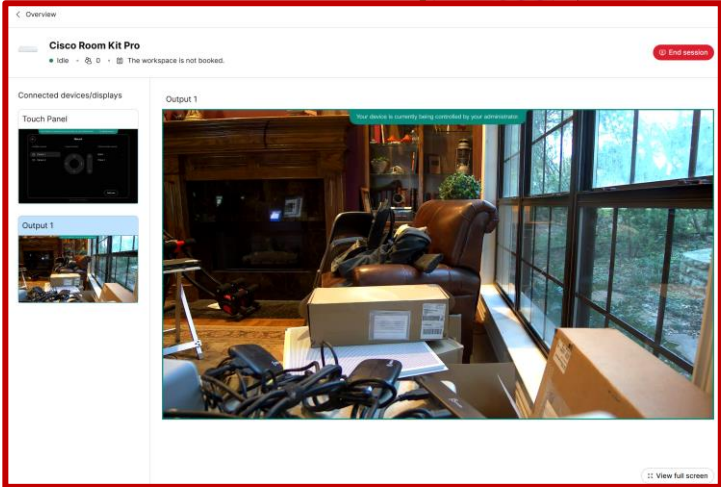 Overview
Cisco Room Kit Pro
Idle · 0 · The workspace is not booked.
End session
Connected devices/displays
Touch Panel
Output 1
Output 1
Your device is currently being controlled by your administrator.
View full screen